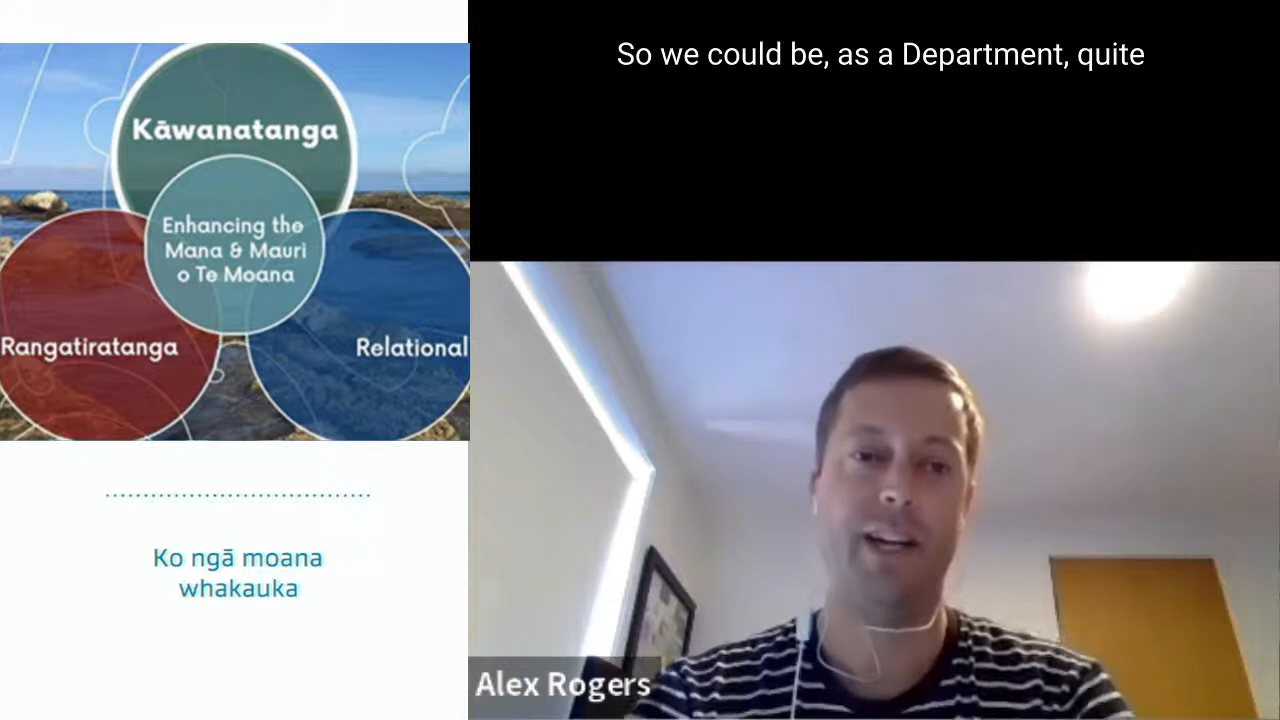 Kāwanatanga
Enhancing the
Mana & Mauri
o Te Moana
Rangatiratanga
Relational
Ko ngā moana
whakauka
So we could be, as a Department, quite
Alex Rogers